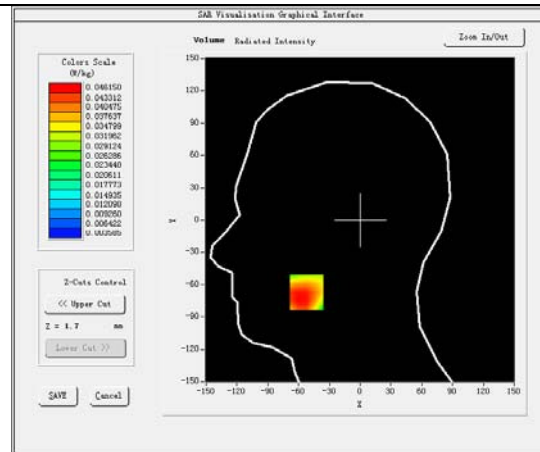 SAR Visualisation Graphical Interface
Volume Radiated Intensity
Zoom In/Out
Colors Scale
(W/kg)
0.046150
0.043312
0.040475
0.037637
0.034799
0.031962
0.029124
0.026286
0.023448
0.020611
0.017773
0.014935
0.012098
0.009260
0.006422
0.003585
Z-Cuts Control
<< Upper Cut
Z = 1.7 mm
Lower Cut >>
SAVE Cancel
150
120
90
60
30
0
-30
-60
-90
-120
-150
Y
-150 -120 -90 -60 -30 0 30 60 90 120 150
X